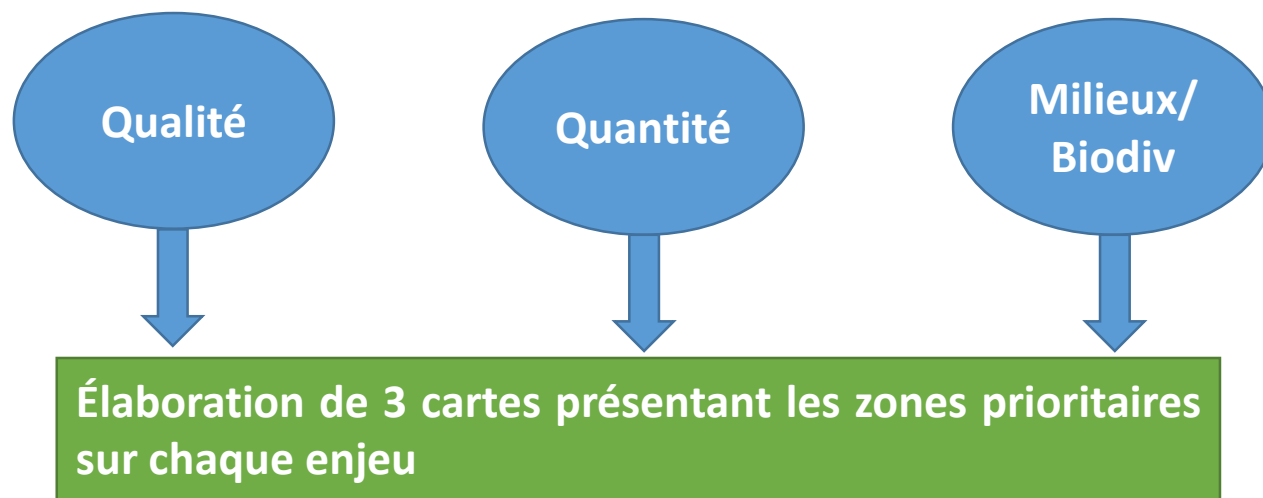 Qualité
Quantité
Milieux/
Biodiv
Élaboration de 3 cartes présentant les zones prioritaires
sur chaque enjeu